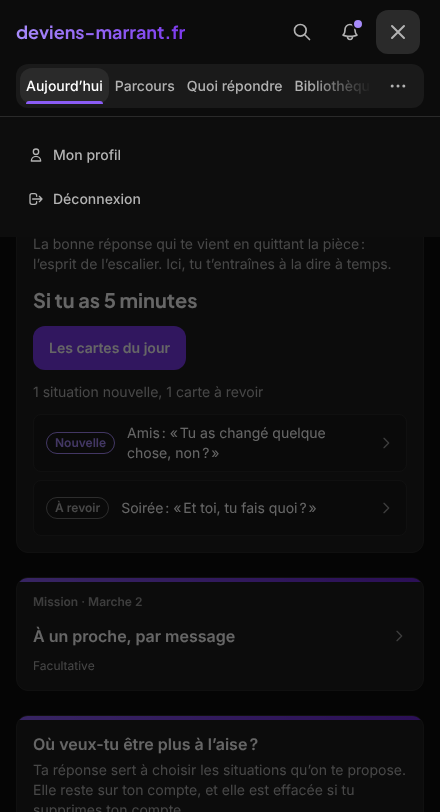 deviens-marrant.fr
Aujourd’hui Parcours Quoi répondre Bibliothèqu
Mon profil
Déconnexion
La bonne réponse qui te vient en quittant la pièce :
l’esprit de l’escalier. Ici, tu t’entraînes à la dire à temps.
Si tu as 5 minutes
Les cartes du jour
1 situation nouvelle, 1 carte à revoir
Nouvelle
Amis : « Tu as changé quelque
chose, non ? »
À revoir
Soirée : « Et toi, tu fais quoi ? »
Mission · Marche 2
À un proche, par message
Facultative
Où veux-tu être plus à l’aise ?
Ta réponse sert à choisir les situations qu’on te propose.
Elle reste sur ton compte, et elle est effacée si tu
supprimes ton compte.